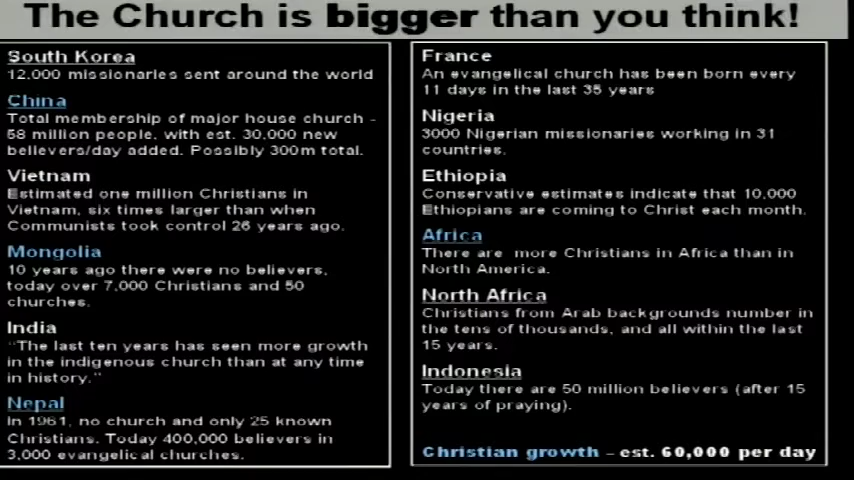 The Church is bigger than you think!
South Korea
12,000 missionaries sent around the world
China
Total membership of major house church -
58 million people, with est. 30,000 new
believers/day added. Possibly 300m total.
Vietnam
Estimated one million Christians in
Vietnam, six times larger than when
Communists took control 26 years ago.
Mongolia
10 years ago there were no believers,
today over 7,000 Christians and 50
churches.
India
"The last ten years has seen more growth
in the indigenous church than at any time
in history."
Nepal
In 1961, no church and only 25 known
Christians. Today 400,000 believers in
3,000 evangelical churches.
France
An evangelical church has been born every
11 days in the last 35 years
Nigeria
3000 Nigerian missionaries working in 31
countries.
Ethiopia
Conservative estimates indicate that 10,000
Ethiopians are coming to Christ each month.
Africa
There are more Christians in Africa than in
North America.
North Africa
Christians from Arab backgrounds number in
the tens of thousands, and all within the last
15 years.
Indonesia
Today there are 50 million believers (after 15
years of praying).
Christian growth - est. 60,000 per day